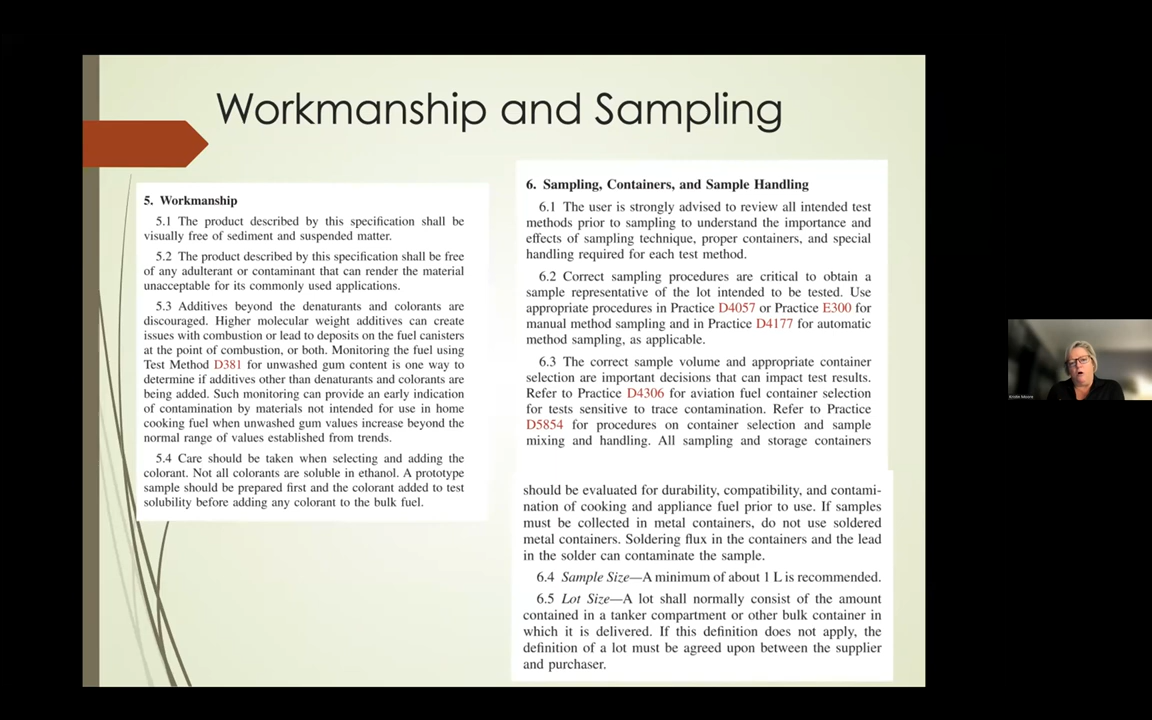 Workmanship and Sampling
5. Workmanship
5.1 The product described by this specification shall be
visually free of sediment and suspended matter.
5.2 The product described by this specification shall be free
of any adulterant or contaminant that can render the material
unacceptable for its commonly used applications.
5.3 Additives beyond the denaturants and colorants are
discouraged. Higher molecular weight additives can create
issues with combustion or lead to deposits on the fuel canisters
at the point of combustion, or both. Monitoring the fuel using
Test Method D381 for unwashed gum content is one way to
determine if additives other than denaturants and colorants are
being added. Such monitoring can provide an early indication
of contamination by materials not intended for use in home
cooking fuel when unwashed gum values increase beyond the
normal range of values established from trends.
5.4 Care should be taken when selecting and adding the
colorant. Not all colorants are soluble in ethanol. A prototype
sample should be prepared first and the colorant added to test
solubility before adding any colorant to the bulk fuel.
6. Sampling, Containers, and Sample Handling
6.1 The user is strongly advised to review all intended test
methods prior to sampling to understand the importance and
effects of sampling technique, proper containers, and special
handling required for each test method.
6.2 Correct sampling procedures are critical to obtain a
sample representative of the lot intended to be tested. Use
appropriate procedures in Practice D4057 or Practice E300 for
manual method sampling and in Practice D4177 for automatic
method sampling, as applicable.
6.3 The correct sample volume and appropriate container
selection are important decisions that can impact test results.
Refer to Practice D4306 for aviation fuel container selection
for tests sensitive to trace contamination. Refer to Practice
D5854 for procedures on container selection and sample
mixing and handling. All sampling and storage containers
should be evaluated for durability, compatibility, and contami-
nation of cooking and appliance fuel prior to use. If samples
must be collected in metal containers, do not use soldered
metal containers. Soldering flux in the containers and the lead
in the solder can contaminate the sample.
6.4 Sample Size—A minimum of about 1 L is recommended.
6.5 Lot Size—A lot shall normally consist of the amount
contained in a tanker compartment or other bulk container in
which it is delivered. If this definition does not apply, the
definition of a lot must be agreed upon between the supplier
and purchaser.
Kristie Moore